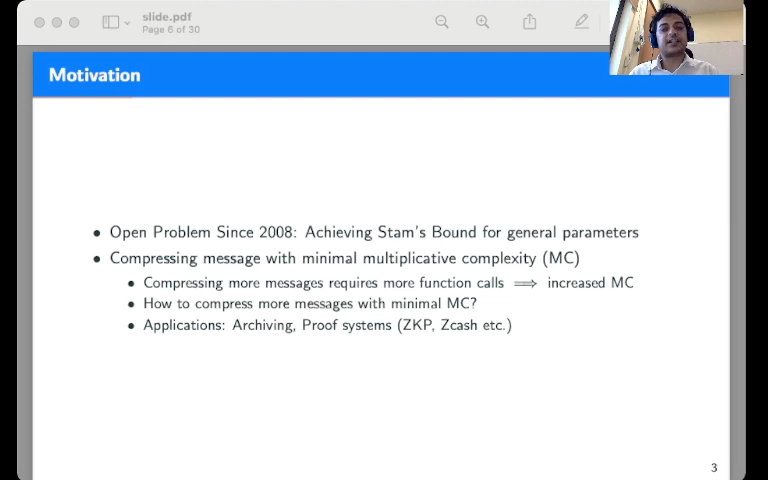 slide.pdf
Page 6 of 30
Motivation
• Open Problem Since 2008: Achieving Stam's Bound for general parameters
• Compressing message with minimal multiplicative complexity (MC)
• Compressing more messages requires more function calls ⟹ increased MC
• How to compress more messages with minimal MC?
• Applications: Archiving, Proof systems (ZKP, Zcash etc.)
3